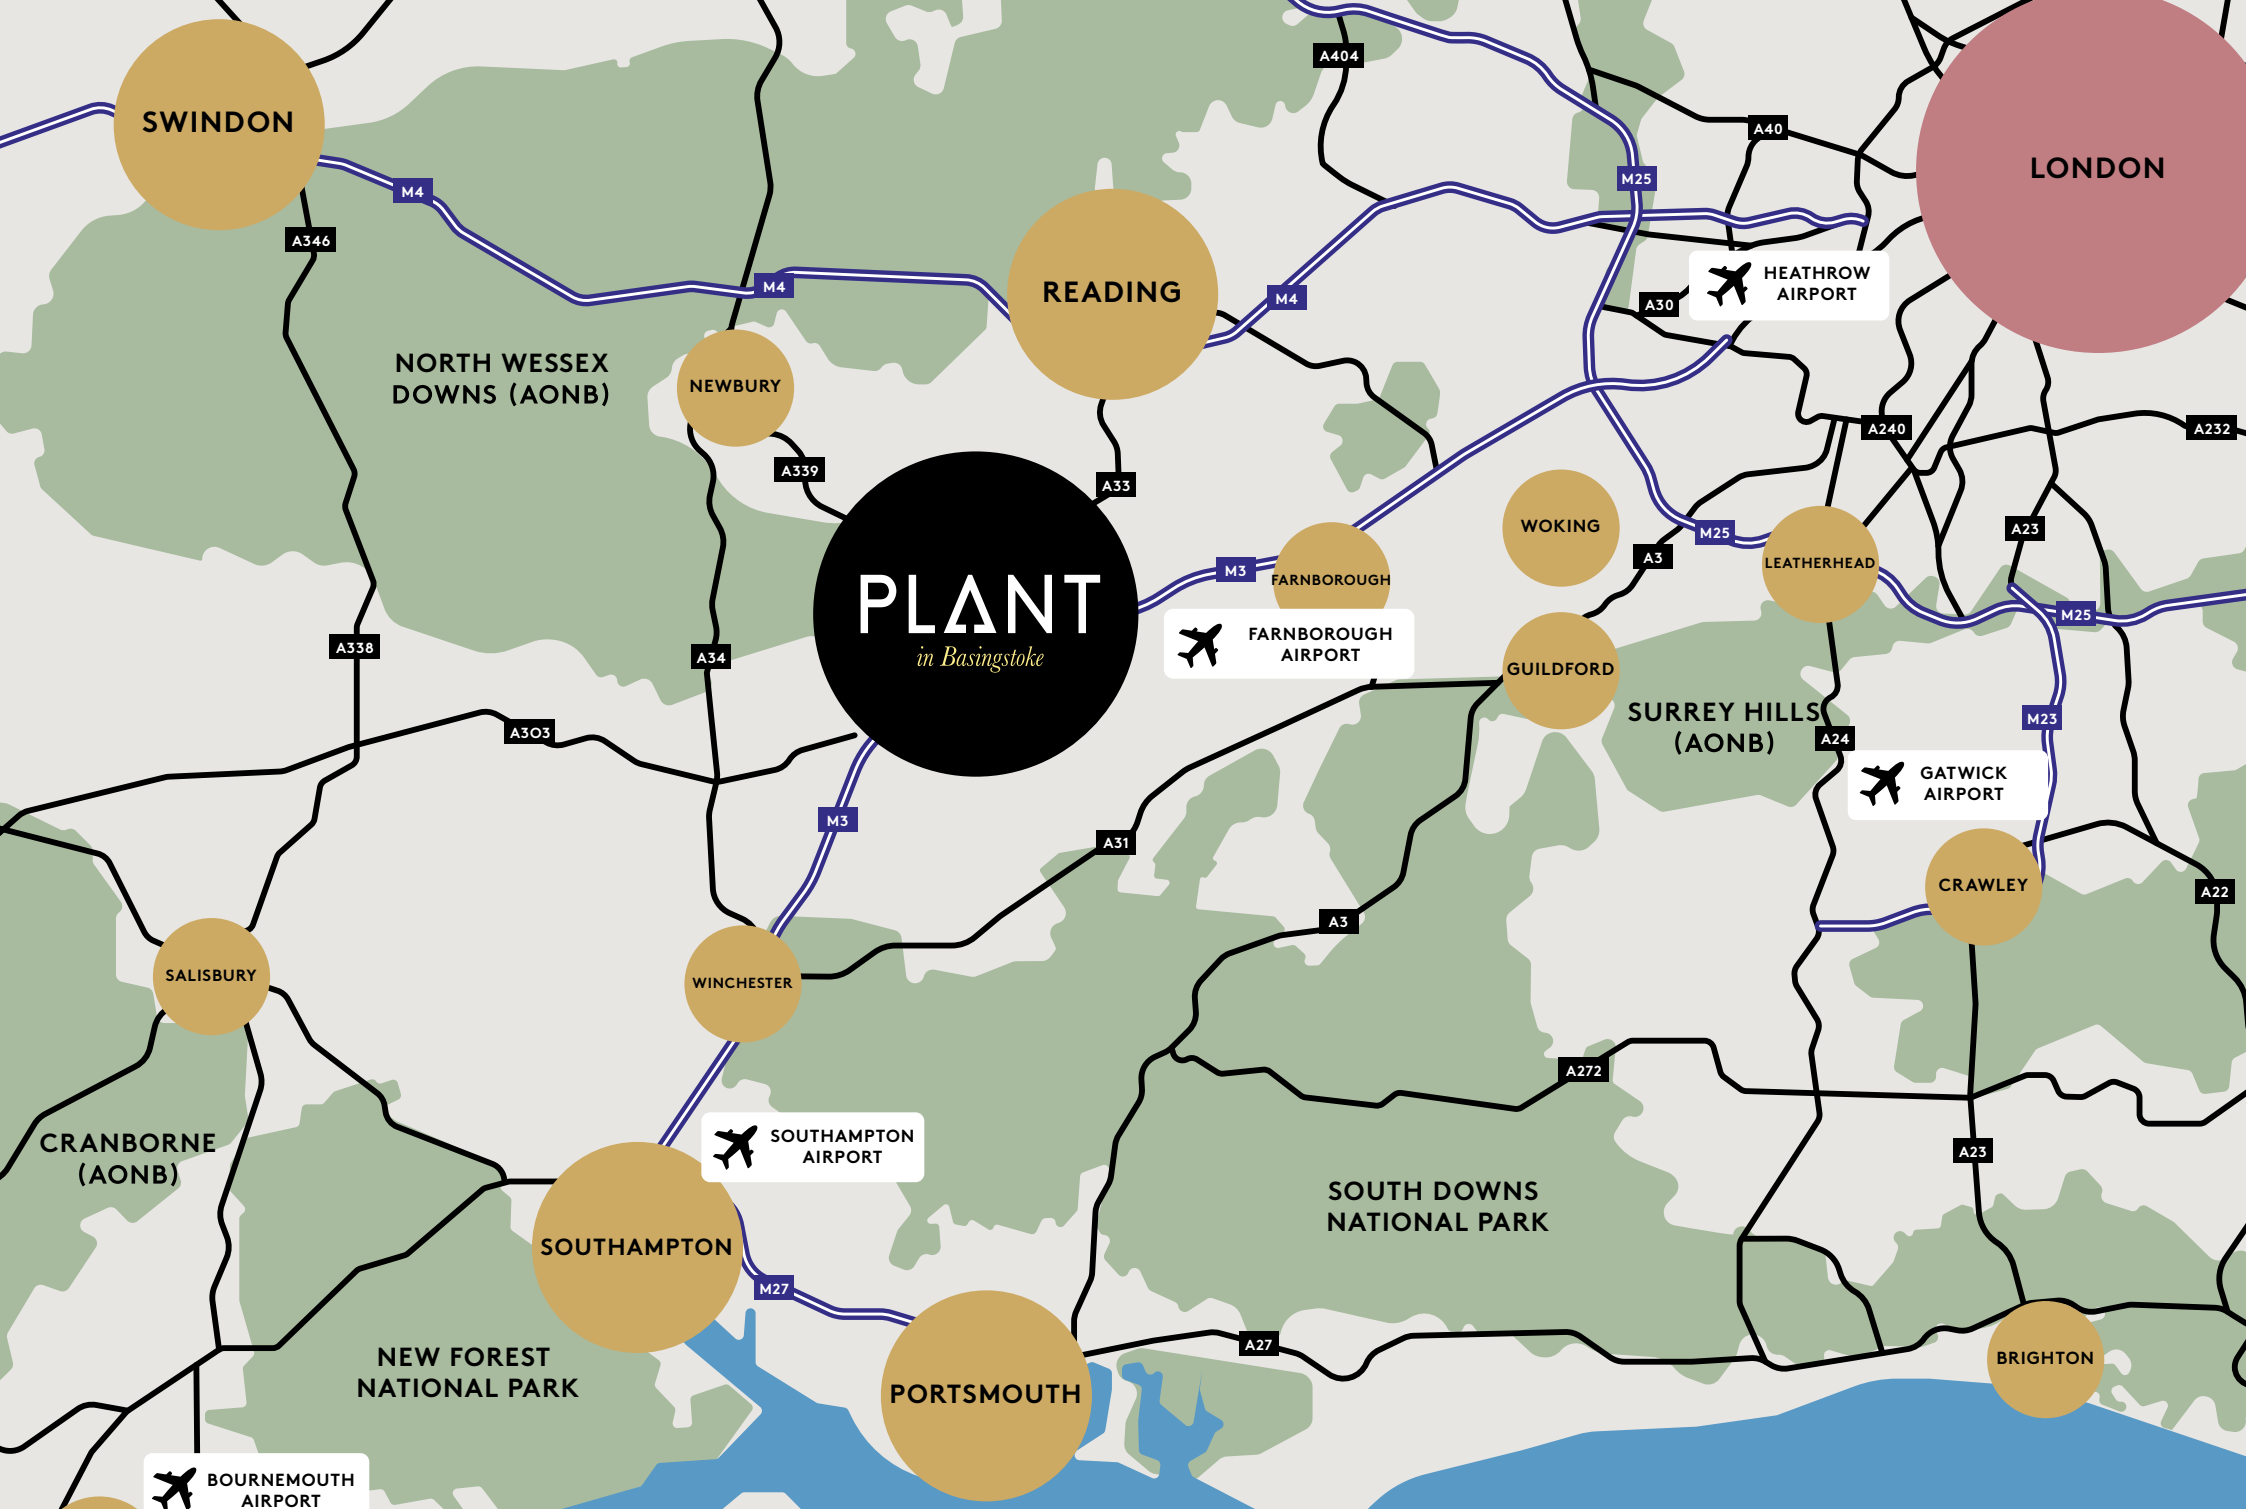 A404
SWINDON
A40
LONDON
M25
M4
A346
HEATHROW
AIRPORT
M4
READING
M4
A30
NORTH WESSEX
DOWNS (AONB)
NEWBURY
A240
A232
A339
A33
WOKING
A23
M25
A3
LEATHERHEAD
M3
FARNBOROUGH
PLANT
in Basingstoke
M25
FARNBOROUGH
AIRPORT
A338
A34
GUILDFORD
SURREY HILLS
(AONB)
M23
A303
A24
GATWICK
AIRPORT
M3
A31
CRAWLEY
A22
A3
SALISBURY
WINCHESTER
A272
CRANBORNE
(AONB)
SOUTHAMPTON
AIRPORT
A23
SOUTH DOWNS
NATIONAL PARK
SOUTHAMPTON
M27
A27
NEW FOREST
NATIONAL PARK
BRIGHTON
PORTSMOUTH
BOURNEMOUTH
AIRPORT